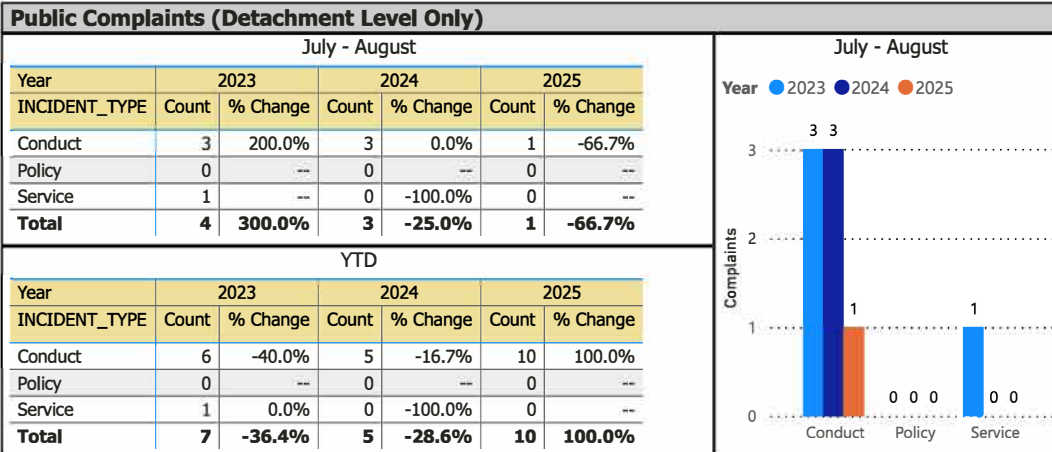 Public Complaints (Detachment Level Only)
July - August
Year 2023 2024 2025
INCIDENT_TYPE Count % Change Count % Change Count % Change
Conduct 3 200.0% 3 0.0% 1 -66.7%
Policy 0 -- 0 -- 0 --
Service 1 -- 0 -100.0% 0 --
Total 4 300.0% 3 -25.0% 1 -66.7%
YTD
Year 2023 2024 2025
INCIDENT_TYPE Count % Change Count % Change Count % Change
Conduct 6 -40.0% 5 -16.7% 10 100.0%
Policy 0 -- 0 -- 0 --
Service 1 0.0% 0 -100.0% 0 --
Total 7 -36.4% 5 -28.6% 10 100.0%
July - August
Year 2023 2024 2025
Complaints
3 3
3
2
1
1 1
0 0 0 0 0
0
Conduct Policy Service